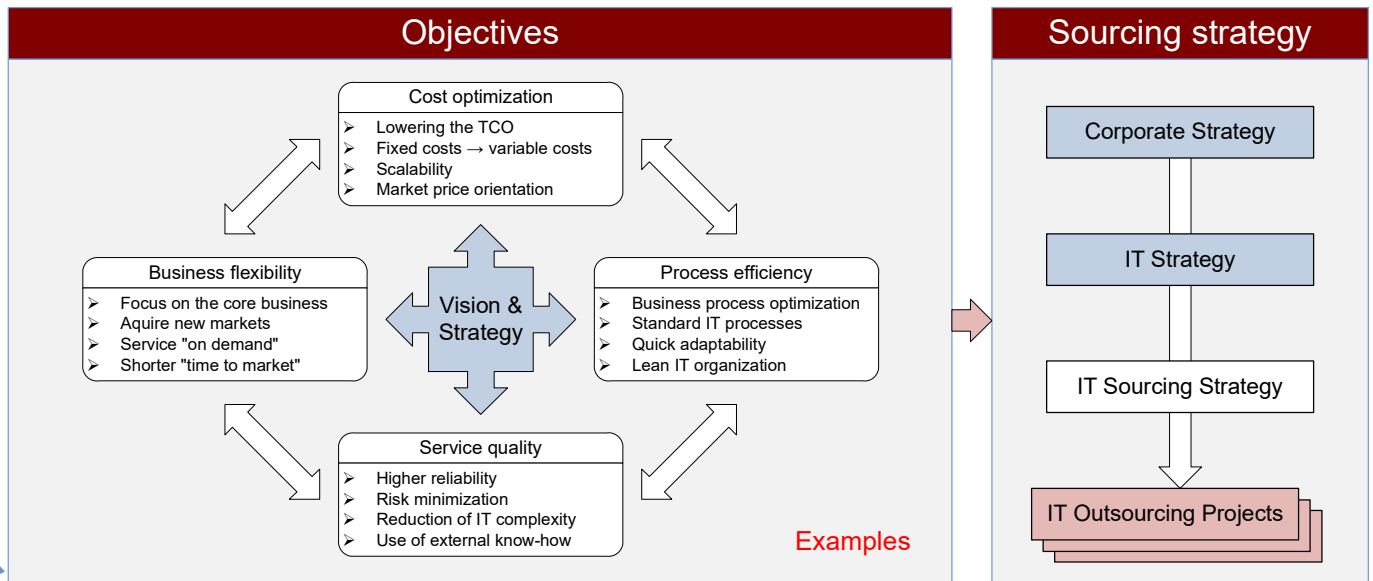 Objectives
Cost optimization
➢ Lowering the TCO
➢ Fixed costs → variable costs
➢ Scalability
➢ Market price orientation
Business flexibility
➢ Focus on the core business
➢ Aquire new markets
➢ Service "on demand"
➢ Shorter "time to market"
Vision &
Strategy
Process efficiency
➢ Business process optimization
➢ Standard IT processes
➢ Quick adaptability
➢ Lean IT organization
Service quality
➢ Higher reliability
➢ Risk minimization
➢ Reduction of IT complexity
➢ Use of external know-how
Examples
Sourcing strategy
Corporate Strategy
IT Strategy
IT Sourcing Strategy
IT Outsourcing Projects